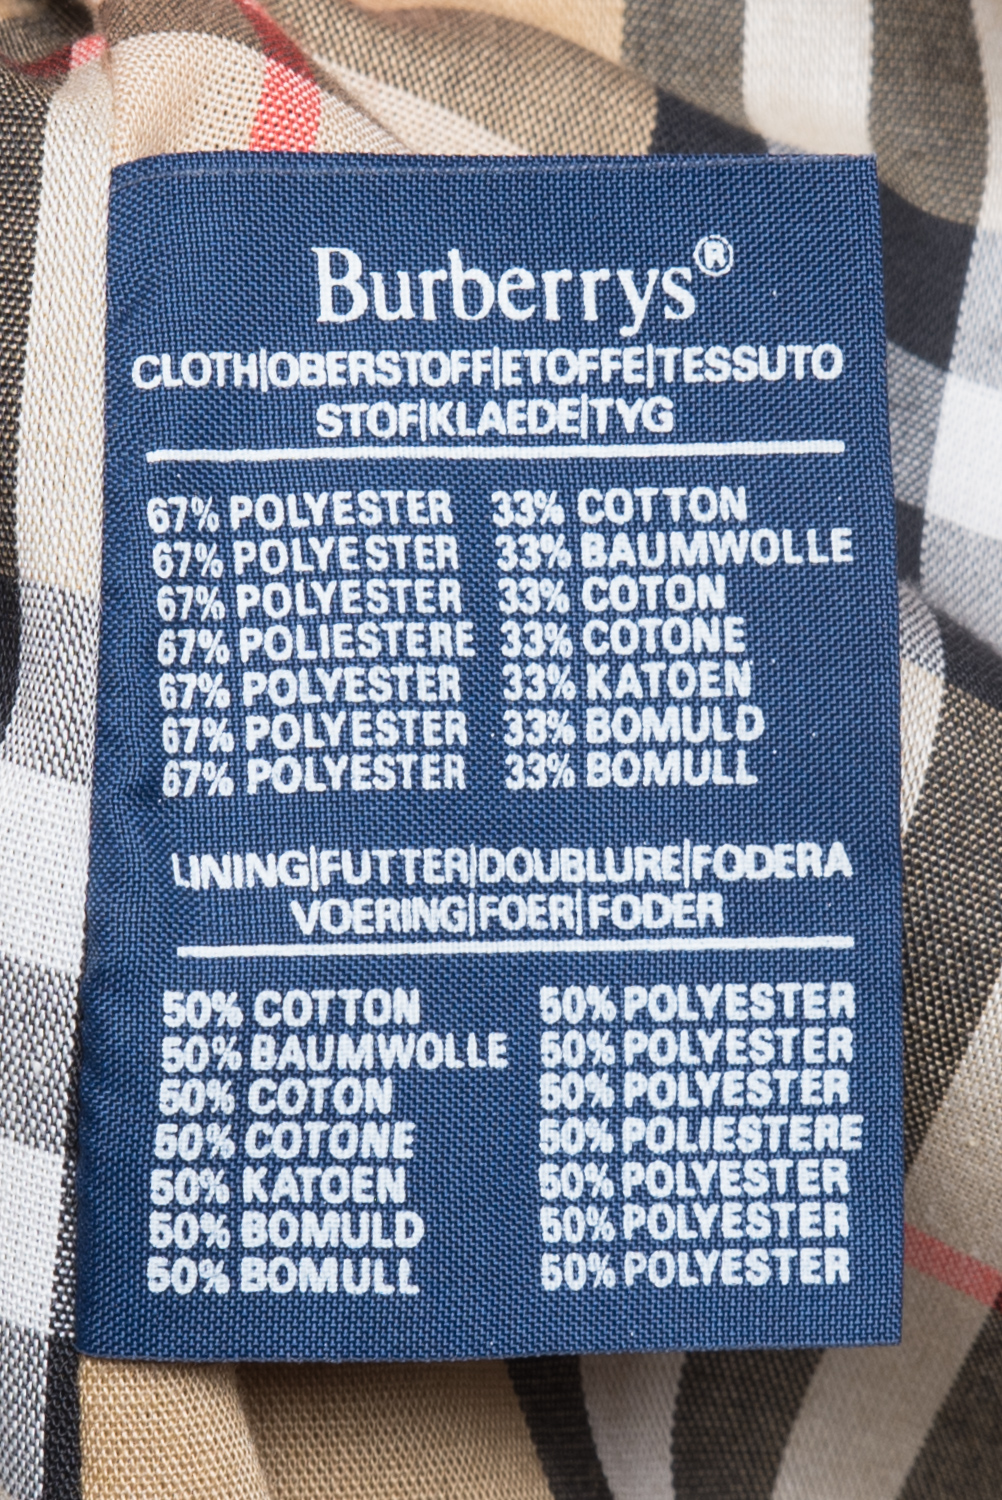 Burberrys®
CLOTH|OBERSTOFF|ETOFFE|TESSUTO
STOF|KLAEDE|TYG
67% POLYESTER 33% COTTON
67% POLYESTER 33% BAUMWOLLE
67% POLYESTER 33% COTON
67% POLIESTERE 33% COTONE
67% POLYESTER 33% KATOEN
67% POLYESTER 33% BOMULD
67% POLYESTER 33% BOMULL
LINING|FUTTER|DOUBLURE|FODERA
VOERING|FOER|FODER
50% COTTON 50% POLYESTER
50% BAUMWOLLE 50% POLYESTER
50% COTON 50% POLYESTER
50% COTONE 50% POLIESTERE
50% KATOEN 50% POLYESTER
50% BOMULD 50% POLYESTER
50% BOMULL 50% POLYESTER